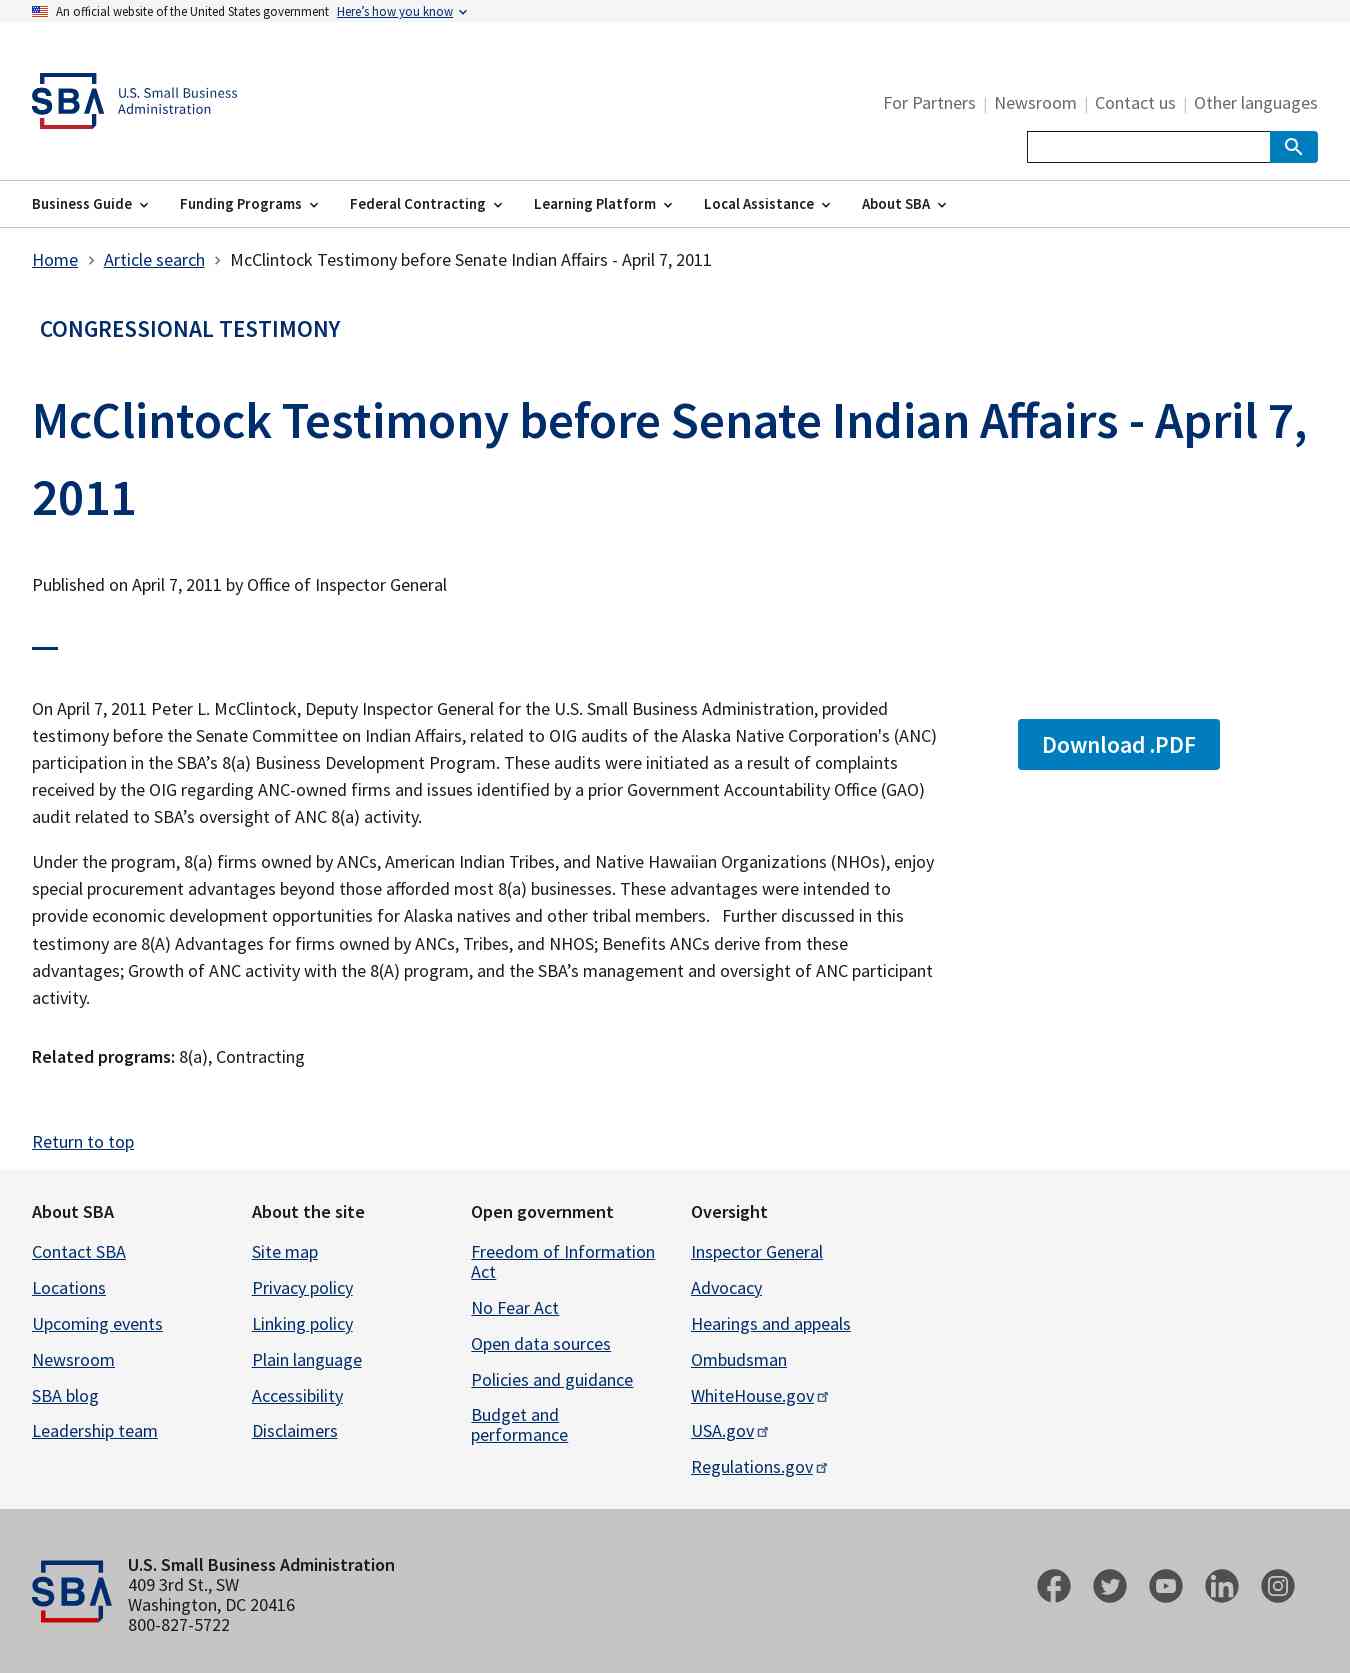 An official website of the United States government Here's how you know
SBA U.S. Small Business
Administration
For Partners | Newsroom | Contact us | Other languages
Business Guide Funding Programs Federal Contracting Learning Platform Local Assistance About SBA
Home > Article search > McClintock Testimony before Senate Indian Affairs - April 7, 2011
CONGRESSIONAL TESTIMONY
McClintock Testimony before Senate Indian Affairs - April 7,
2011
Published on April 7, 2011 by Office of Inspector General
On April 7, 2011 Peter L. McClintock, Deputy Inspector General for the U.S. Small Business Administration, provided
testimony before the Senate Committee on Indian Affairs, related to OIG audits of the Alaska Native Corporation's (ANC)
participation in the SBA’s 8(a) Business Development Program. These audits were initiated as a result of complaints
received by the OIG regarding ANC-owned firms and issues identified by a prior Government Accountability Office (GAO)
audit related to SBA’s oversight of ANC 8(a) activity.
Download .PDF
Under the program, 8(a) firms owned by ANCs, American Indian Tribes, and Native Hawaiian Organizations (NHOs), enjoy
special procurement advantages beyond those afforded most 8(a) businesses. These advantages were intended to
provide economic development opportunities for Alaska natives and other tribal members.   Further discussed in this
testimony are 8(A) Advantages for firms owned by ANCs, Tribes, and NHOS; Benefits ANCs derive from these
advantages; Growth of ANC activity with the 8(A) program, and the SBA’s management and oversight of ANC participant
activity.
Related programs: 8(a), Contracting
Return to top
About SBA
Contact SBA
Locations
Upcoming events
Newsroom
SBA blog
Leadership team
About the site
Site map
Privacy policy
Linking policy
Plain language
Accessibility
Disclaimers
Open government
Freedom of Information
Act
No Fear Act
Open data sources
Policies and guidance
Budget and
performance
Oversight
Inspector General
Advocacy
Hearings and appeals
Ombudsman
WhiteHouse.gov
USA.gov
Regulations.gov
SBA
U.S. Small Business Administration
409 3rd St., SW
Washington, DC 20416
800-827-5722